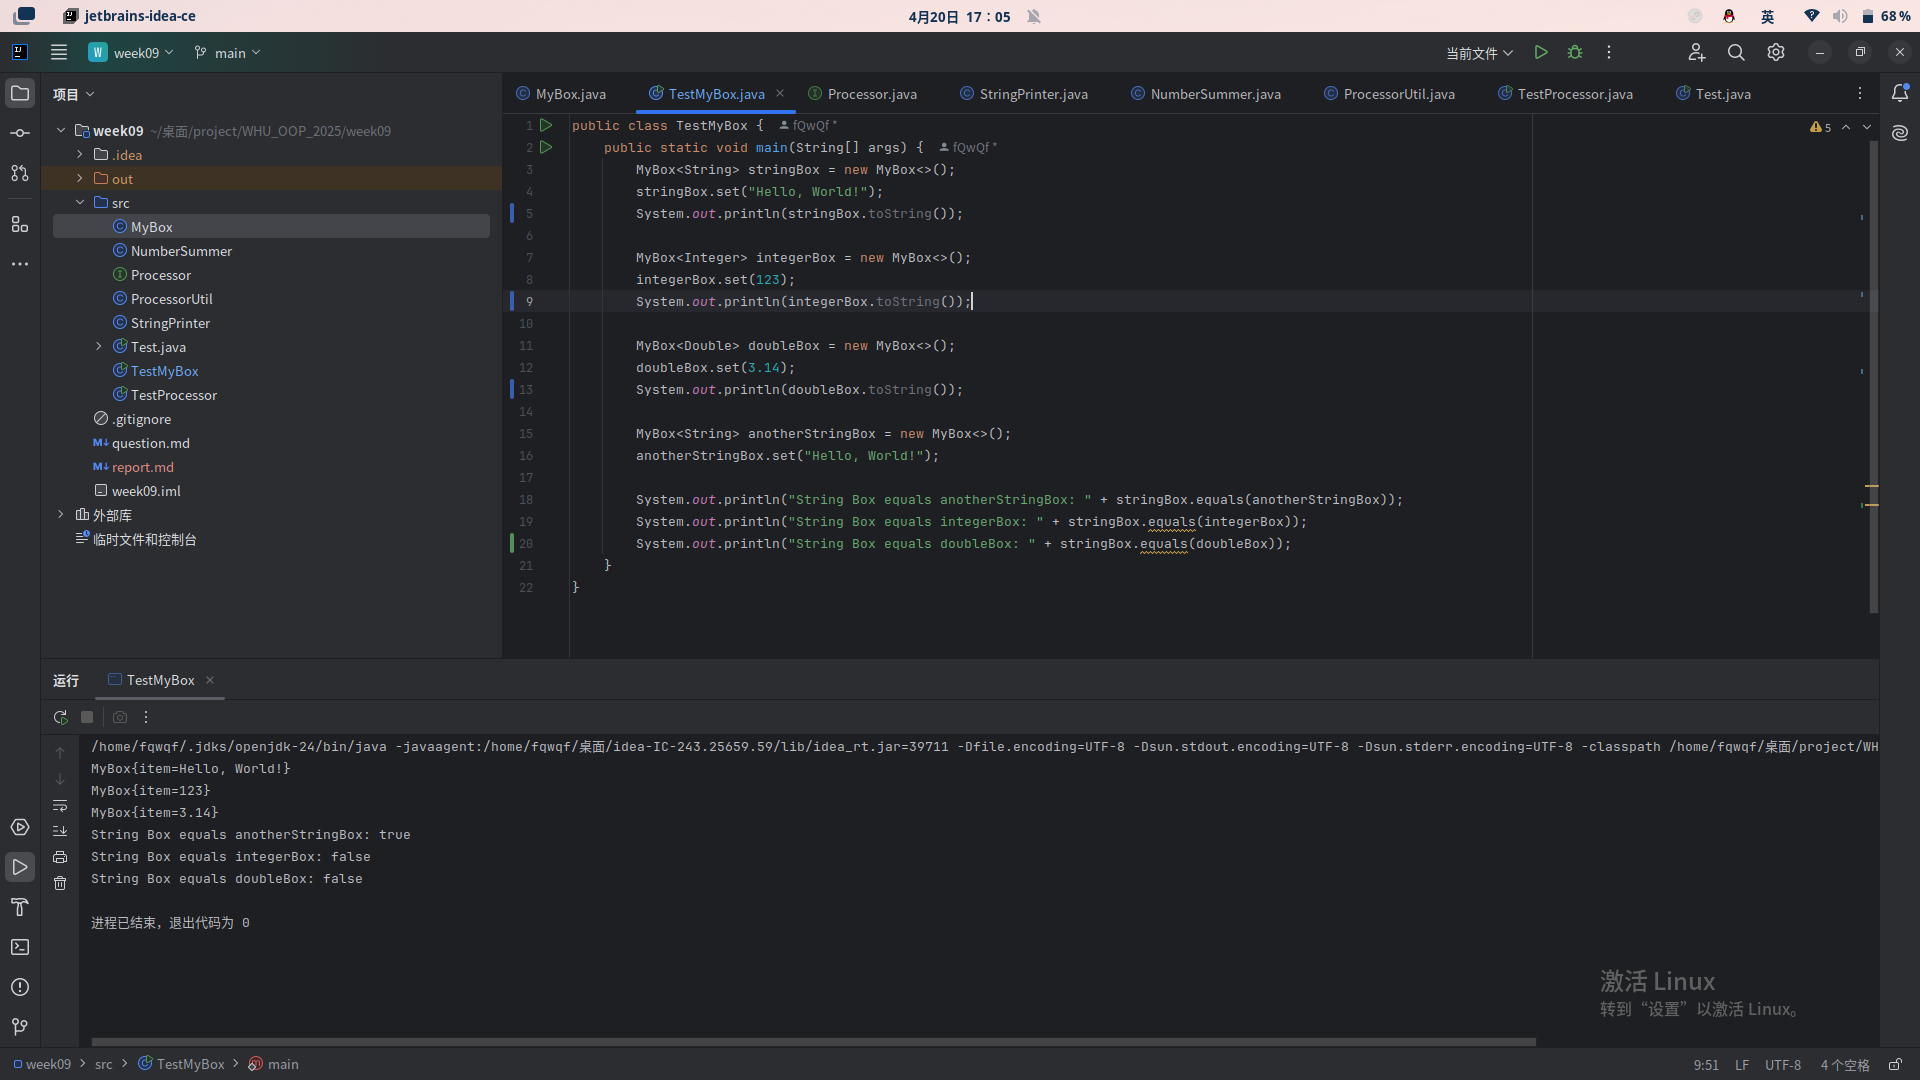 jetbrains-idea-ce
4月20日 17：05
英
68%
W week09
main
当前文件
项目
MyBox.java
TestMyBox.java
Processor.java
StringPrinter.java
NumberSummer.java
ProcessorUtil.java
TestProcessor.java
Test.java
week09 ~/桌面/project/WHU_OOP_2025/week09
.idea
out
src
MyBox
NumberSummer
Processor
ProcessorUtil
StringPrinter
Test.java
TestMyBox
TestProcessor
.gitignore
question.md
report.md
week09.iml
外部库
临时文件和控制台
5
1 public class TestMyBox { fQwQf *
2 public static void main(String[] args) { fQwQf *
3 MyBox<String> stringBox = new MyBox<>();
4 stringBox.set("Hello, World!");
5 System.out.println(stringBox.toString());
6
7 MyBox<Integer> integerBox = new MyBox<>();
8 integerBox.set(123);
9 System.out.println(integerBox.toString());
10
11 MyBox<Double> doubleBox = new MyBox<>();
12 doubleBox.set(3.14);
13 System.out.println(doubleBox.toString());
14
15 MyBox<String> anotherStringBox = new MyBox<>();
16 anotherStringBox.set("Hello, World!");
17
18 System.out.println("String Box equals anotherStringBox: " + stringBox.equals(anotherStringBox));
19 System.out.println("String Box equals integerBox: " + stringBox.equals(integerBox));
20 System.out.println("String Box equals doubleBox: " + stringBox.equals(doubleBox));
21 }
22 }
运行
TestMyBox
/home/fqwqf/.jdks/openjdk-24/bin/java -javaagent:/home/fqwqf/桌面/idea-IC-243.25659.59/lib/idea_rt.jar=39711 -Dfile.encoding=UTF-8 -Dsun.stdout.encoding=UTF-8 -Dsun.stderr.encoding=UTF-8 -classpath /home/fqwqf/桌面/project/WH
MyBox{item=Hello, World!}
MyBox{item=123}
MyBox{item=3.14}
String Box equals anotherStringBox: true
String Box equals integerBox: false
String Box equals doubleBox: false
进程已结束，退出代码为 0
激活 Linux
转到“设置”以激活 Linux。
week09 > src > TestMyBox > main
9:51
LF
UTF-8
4 个空格